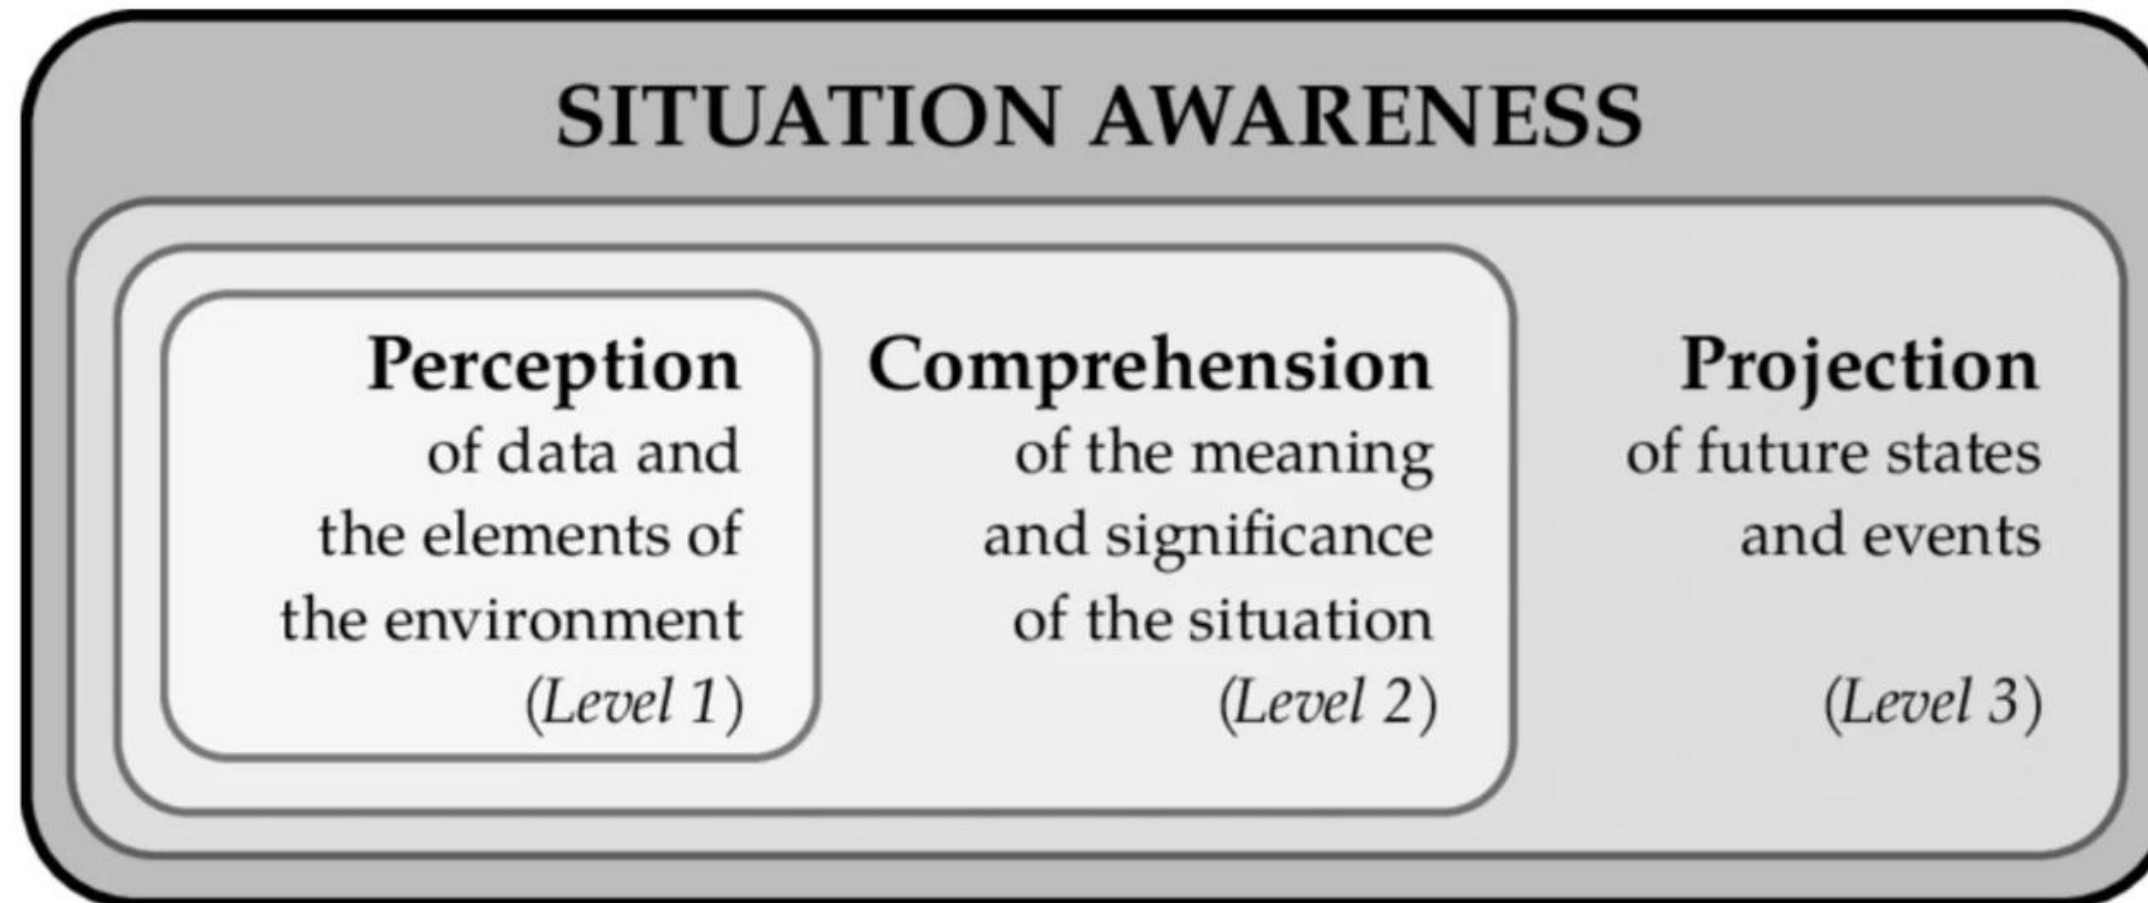 SITUATION AWARENESS
Perception
of data and
the elements of
the environment
(Level 1)
Comprehension
of the meaning
and significance
of the situation
(Level 2)
Projection
of future states
and events
(Level 3)